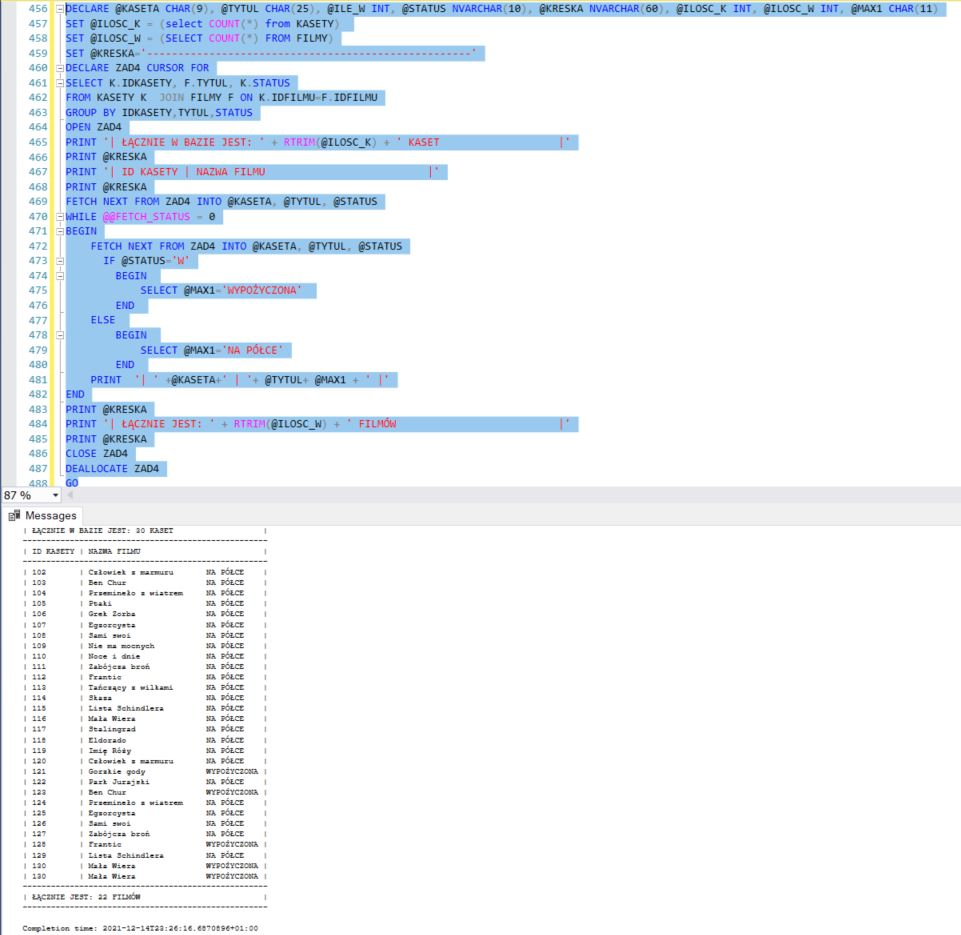 456 DECLARE @KASETA CHAR(9), @TYTUL CHAR(25), @ILE_W INT, @STATUS NVARCHAR(10), @KRESKA NVARCHAR(60), @ILOSC_K INT, @ILOSC_W INT, @MAX1 CHAR(11)
457 SET @ILOSC_K = (select COUNT(*) from KASETY)
458 SET @ILOSC_W = (SELECT COUNT(*) FROM FILMY)
459 SET @KRESKA='----------------------------------------------------'
460 DECLARE ZAD4 CURSOR FOR
461 SELECT K.IDKASETY, F.TYTUL, K.STATUS
462 FROM KASETY K  JOIN FILMY F ON K.IDFILMU=F.IDFILMU
463 GROUP BY IDKASETY,TYTUL,STATUS
464 OPEN ZAD4
465 PRINT '| ŁĄCZNIE W BAZIE JEST: ' + RTRIM(@ILOSC_K) + ' KASET                   |'
466 PRINT @KRESKA
467 PRINT '| ID KASETY | NAZWA FILMU                          |'
468 PRINT @KRESKA
469 FETCH NEXT FROM ZAD4 INTO @KASETA, @TYTUL, @STATUS
470 WHILE @@FETCH_STATUS = 0
471 BEGIN
472     FETCH NEXT FROM ZAD4 INTO @KASETA, @TYTUL, @STATUS
473       IF @STATUS='W'
474         BEGIN
475             SELECT @MAX1='WYPOŻYCZONA'
476         END
477     ELSE
478         BEGIN
479             SELECT @MAX1='NA PÓŁCE'
480         END
481     PRINT  '| ' +@KASETA+' | '+ @TYTUL+ @MAX1 + ' |'
482 END
483 PRINT @KRESKA
484 PRINT '| ŁĄCZNIE JEST: ' + RTRIM(@ILOSC_W) + ' FILMÓW                          |'
485 PRINT @KRESKA
486 CLOSE ZAD4
487 DEALLOCATE ZAD4
488 GO
87 %
Messages
| ŁĄCZNIE W BAZIE JEST: 30 KASET                   |
----------------------------------------------------
| ID KASETY | NAZWA FILMU                          |
----------------------------------------------------
| 102       | Człowiek z marmuru       NA PÓŁCE    |
| 103       | Ben Chur                 NA PÓŁCE    |
| 104       | Przemineło z wiatrem     NA PÓŁCE    |
| 105       | Ptaki                    NA PÓŁCE    |
| 106       | Grek Zorba               NA PÓŁCE    |
| 107       | Egzorcysta               NA PÓŁCE    |
| 108       | Sami swoi                NA PÓŁCE    |
| 109       | Nie ma mocnych           NA PÓŁCE    |
| 110       | Noce i dnie              NA PÓŁCE    |
| 111       | Zabójcza broń            NA PÓŁCE    |
| 112       | Frantic                  NA PÓŁCE    |
| 113       | Tańczący z wilkami       NA PÓŁCE    |
| 114       | Skaza                    NA PÓŁCE    |
| 115       | Lista Schindlera         NA PÓŁCE    |
| 116       | Mała Wiera               NA PÓŁCE    |
| 117       | Stalingrad               NA PÓŁCE    |
| 118       | Eldorado                 NA PÓŁCE    |
| 119       | Imię Róży                NA PÓŁCE    |
| 120       | Człowiek z marmuru       NA PÓŁCE    |
| 121       | Gorzkie gody             WYPOŻYCZONA |
| 122       | Park Jurajski            NA PÓŁCE    |
| 123       | Ben Chur                 WYPOŻYCZONA |
| 124       | Przemineło z wiatrem     NA PÓŁCE    |
| 125       | Egzorcysta               NA PÓŁCE    |
| 126       | Sami swoi                NA PÓŁCE    |
| 127       | Zabójcza broń            NA PÓŁCE    |
| 128       | Frantic                  WYPOŻYCZONA |
| 129       | Lista Schindlera         NA PÓŁCE    |
| 130       | Mała Wiera               WYPOŻYCZONA |
| 130       | Mała Wiera               WYPOŻYCZONA |
----------------------------------------------------
| ŁĄCZNIE JEST: 22 FILMÓW                          |
----------------------------------------------------
Completion time: 2021-12-14T23:26:16.6870896+01:00